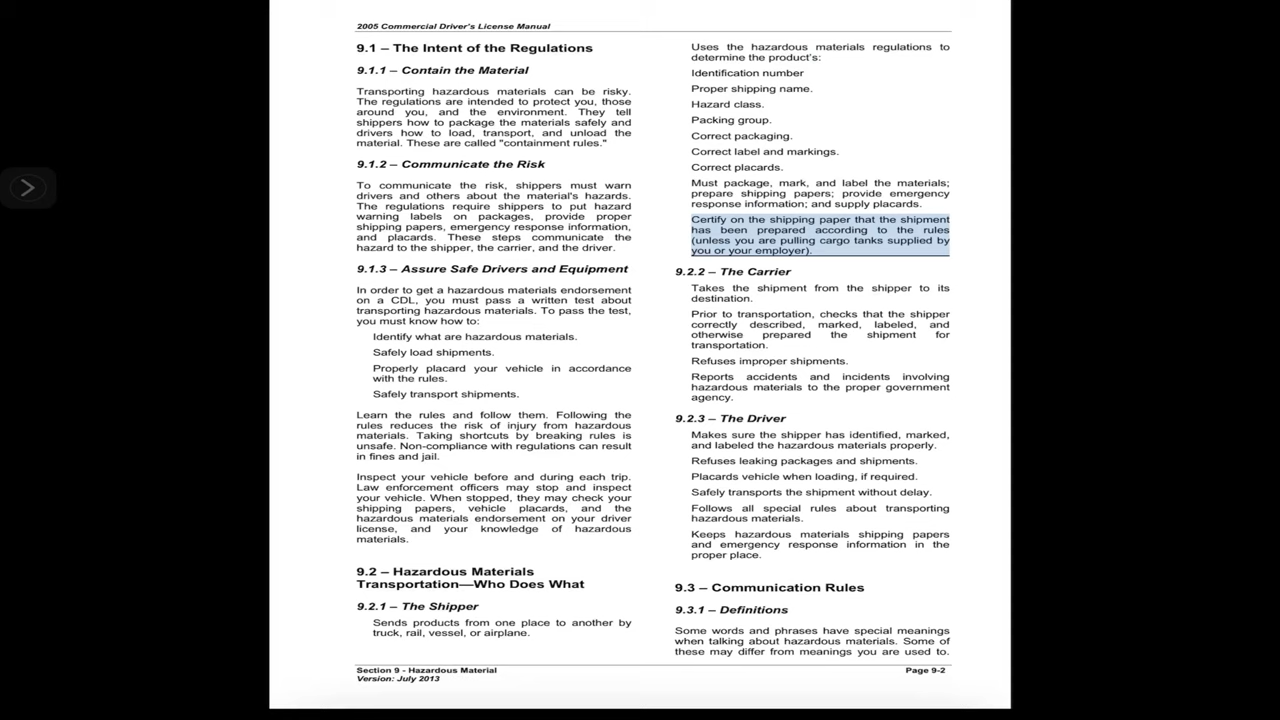 2005 Commercial Driver's License Manual
9.1 – The Intent of the Regulations
9.1.1 – Contain the Material
Transporting hazardous materials can be risky.
The regulations are intended to protect you, those
around you, and the environment. They tell
shippers how to package the materials safely and
drivers how to load, transport, and unload the
material. These are called "containment rules."
9.1.2 – Communicate the Risk
To communicate the risk, shippers must warn
drivers and others about the material's hazards.
The regulations require shippers to put hazard
warning labels on packages, provide proper
shipping papers, emergency response information,
and placards. These steps communicate the
hazard to the shipper, the carrier, and the driver.
9.1.3 – Assure Safe Drivers and Equipment
In order to get a hazardous materials endorsement
on a CDL, you must pass a written test about
transporting hazardous materials. To pass the test,
you must know how to:
Identify what are hazardous materials.
Safely load shipments.
Properly placard your vehicle in accordance
with the rules.
Safely transport shipments.
Learn the rules and follow them. Following the
rules reduces the risk of injury from hazardous
materials. Taking shortcuts by breaking rules is
unsafe. Non-compliance with regulations can result
in fines and jail.
Inspect your vehicle before and during each trip.
Law enforcement officers may stop and inspect
your vehicle. When stopped, they may check your
shipping papers, vehicle placards, and the
hazardous materials endorsement on your driver
license, and your knowledge of hazardous
materials.
9.2 – Hazardous Materials
Transportation—Who Does What
9.2.1 – The Shipper
Sends products from one place to another by
truck, rail, vessel, or airplane.
Uses the hazardous materials regulations to
determine the product's:
Identification number
Proper shipping name.
Hazard class.
Packing group.
Correct packaging.
Correct label and markings.
Correct placards.
Must package, mark, and label the materials;
prepare shipping papers; provide emergency
response information; and supply placards.
Certify on the shipping paper that the shipment
has been prepared according to the rules
(unless you are pulling cargo tanks supplied by
you or your employer).
9.2.2 – The Carrier
Takes the shipment from the shipper to its
destination.
Prior to transportation, checks that the shipper
correctly described, marked, labeled, and
otherwise prepared the shipment for
transportation.
Refuses improper shipments.
Reports accidents and incidents involving
hazardous materials to the proper government
agency.
9.2.3 – The Driver
Makes sure the shipper has identified, marked,
and labeled the hazardous materials properly.
Refuses leaking packages and shipments.
Placards vehicle when loading, if required.
Safely transports the shipment without delay.
Follows all special rules about transporting
hazardous materials.
Keeps hazardous materials shipping papers
and emergency response information in the
proper place.
9.3 – Communication Rules
9.3.1 – Definitions
Some words and phrases have special meanings
when talking about hazardous materials. Some of
these may differ from meanings you are used to.
Section 9 - Hazardous Material
Page 9-2
Version: July 2013